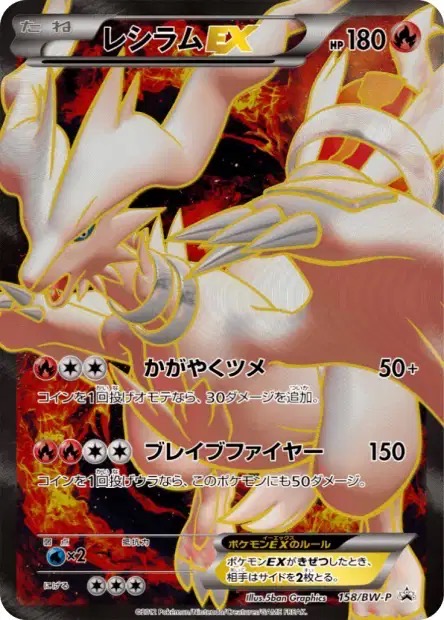 たね レシラムEX HP180
かがやくツメ 50+
コインを1回投げオモテなら、30ダメージを追加。
ブレイブファイヤー 150
コインを1回投げウラなら、このポケモンにも50ダメージ。
弱点 抵抗力
×2
ポケモンEXのルール
ポケモンEXがきぜつしたとき、
相手はサイドを2枚とる。
にげる
Illus. 5ban Graphics 158/BW-P PROMO
©2012 Pokémon/Nintendo/Creatures/GAME FREAK.